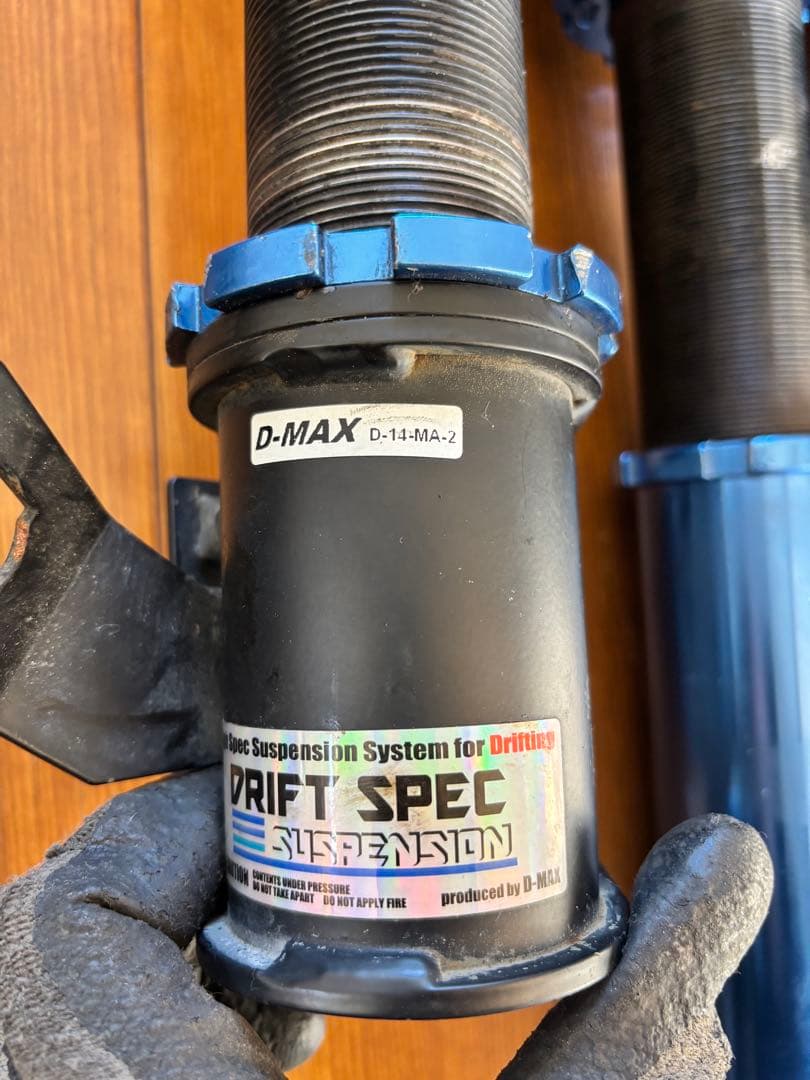 D-MAX D-14-MA-2
Spec Suspension System for Drifting
DRIFT SPEC
SUSPENSION
CONTENTS UNDER PRESSURE
DO NOT TAKE APART DO NOT APPLY FIRE
produced by D-MAX